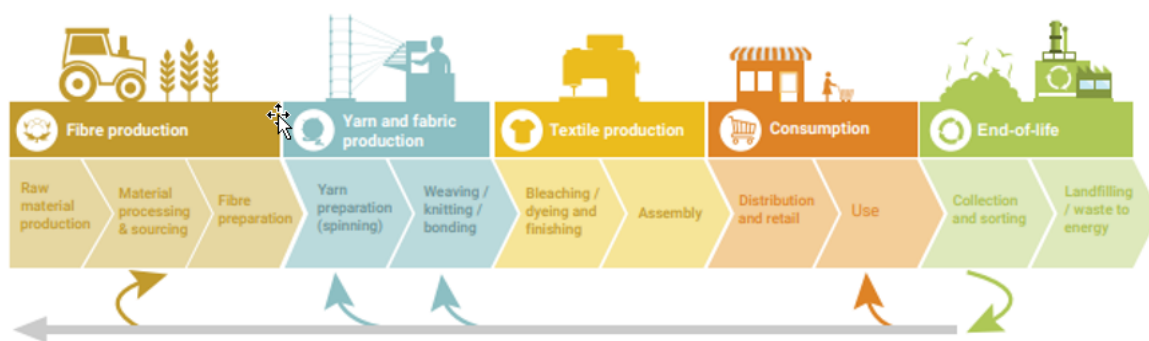 Fibre production
Yarn and fabric
production
Textile production
Consumption
End-of-life
Raw
material
production
Material
processing
& sourcing
Fibre
preparation
Yarn
preparation
(spinning)
Weaving /
knitting /
bonding
Bleaching /
dyeing and
finishing
Assembly
Distribution
and retail
Use
Collection
and sorting
Landfilling
/ waste to
energy